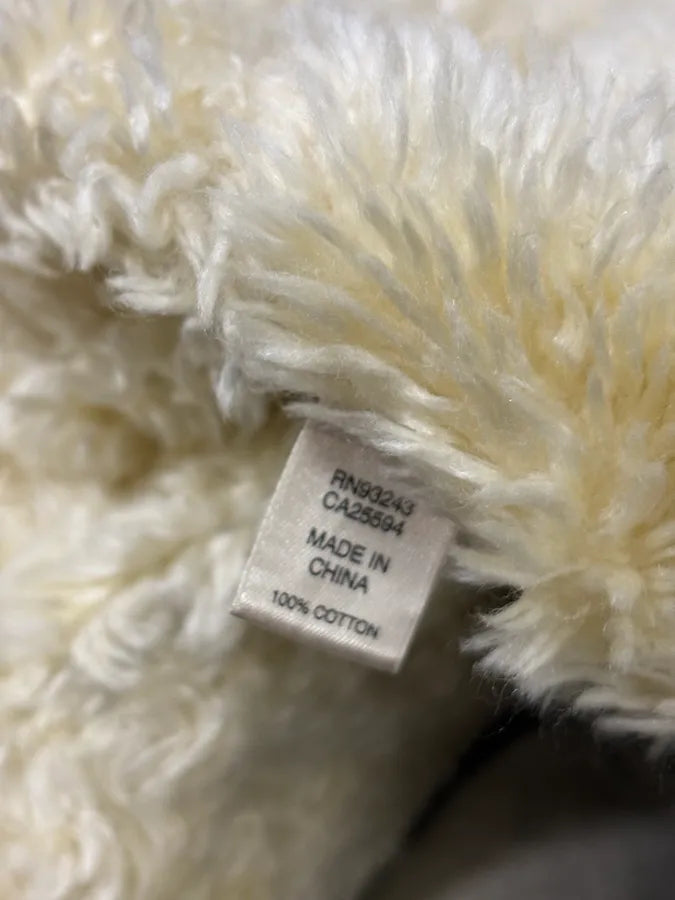 RN93243
CA25594
MADE IN
CHINA
100% COTTON